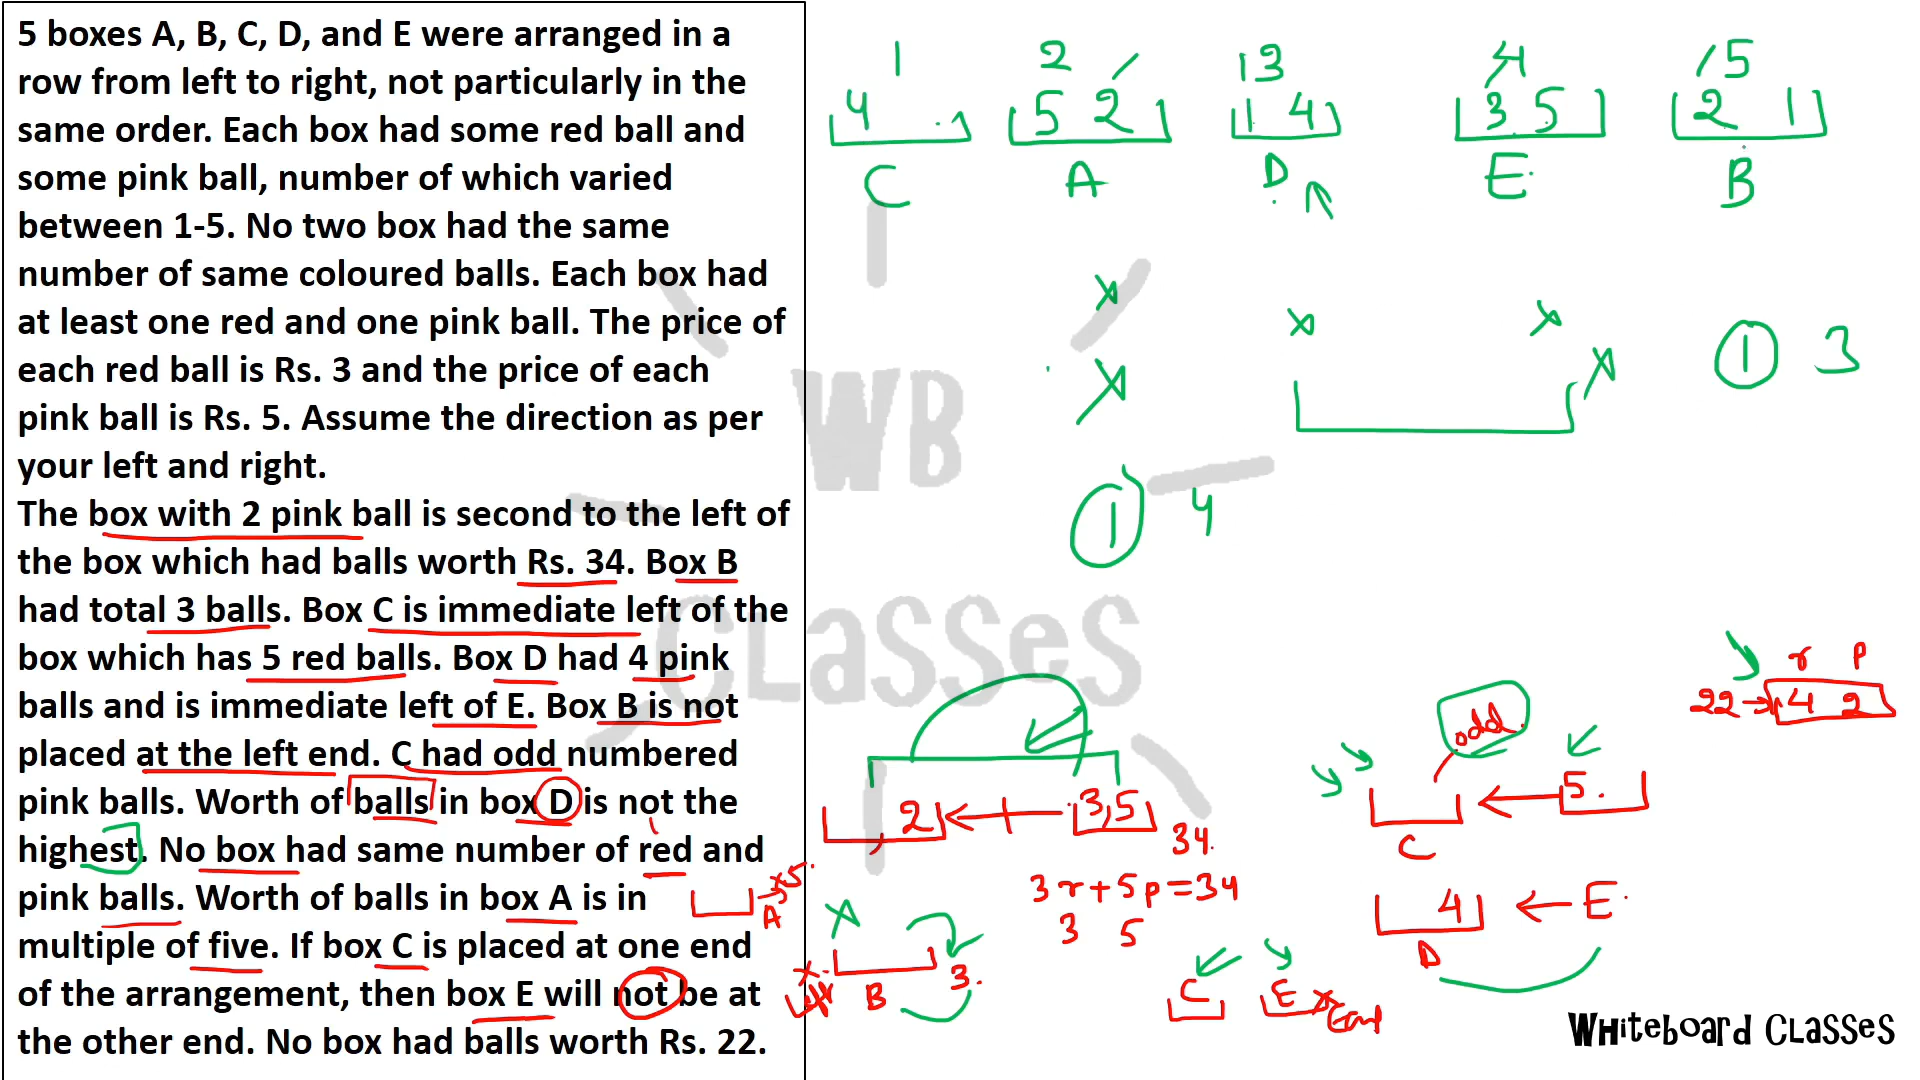 5 boxes A, B, C, D, and E were arranged in a
row from left to right, not particularly in the
same order. Each box had some red ball and
some pink ball, number of which varied
between 1-5. No two box had the same
number of same coloured balls. Each box had
at least one red and one pink ball. The price of
each red ball is Rs. 3 and the price of each
pink ball is Rs. 5. Assume the direction as per
your left and right.
The box with 2 pink ball is second to the left of
the box which had balls worth Rs. 34. Box B
had total 3 balls. Box C is immediate left of the
box which has 5 red balls. Box D had 4 pink
balls and is immediate left of E. Box B is not
placed at the left end. C had odd numbered
pink balls. Worth of balls in box D is not the
highest. No box had same number of red and
pink balls. Worth of balls in box A is in
multiple of five. If box C is placed at one end
of the arrangement, then box E will not be at
the other end. No box had balls worth Rs. 22.
1 2 13 4 5
4 5 2 1 4 3 5 2 1
C A D E B
1 3
1 4
WB
CLaSSeS
r p
22→ 4 2
odd
2 3,5 5
34
C
3r+5p=34
3 5
x5
A
4 ← E
D
x left B 3
C E x End
WHiteboard CLaSSeS